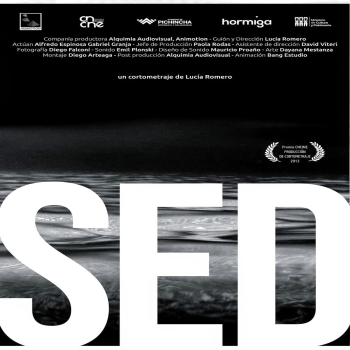 cn
ne
PICHINCHA
hormiga
Compañía productora Alquimia Audiovisual, Animotion - Guión y Dirección Lucía Romero
Actúan Alfredo Espinosa Gabriel Granja - Jefe de Producción Paola Rodas - Asistente de dirección David Viteri
Fotografía Diego Falconí - Sonido Emil Plonski - Diseño de Sonido Mauricio Proaño - Arte Dayana Mestanza
Montaje Diego Arteaga - Post producción Alquimia Audiovisual - Animación Bang Estudio
un cortometraje de Lucía Romero
Premio CNCINE
PRODUCCIÓN
DE CORTOMETRAJE
2013
SED